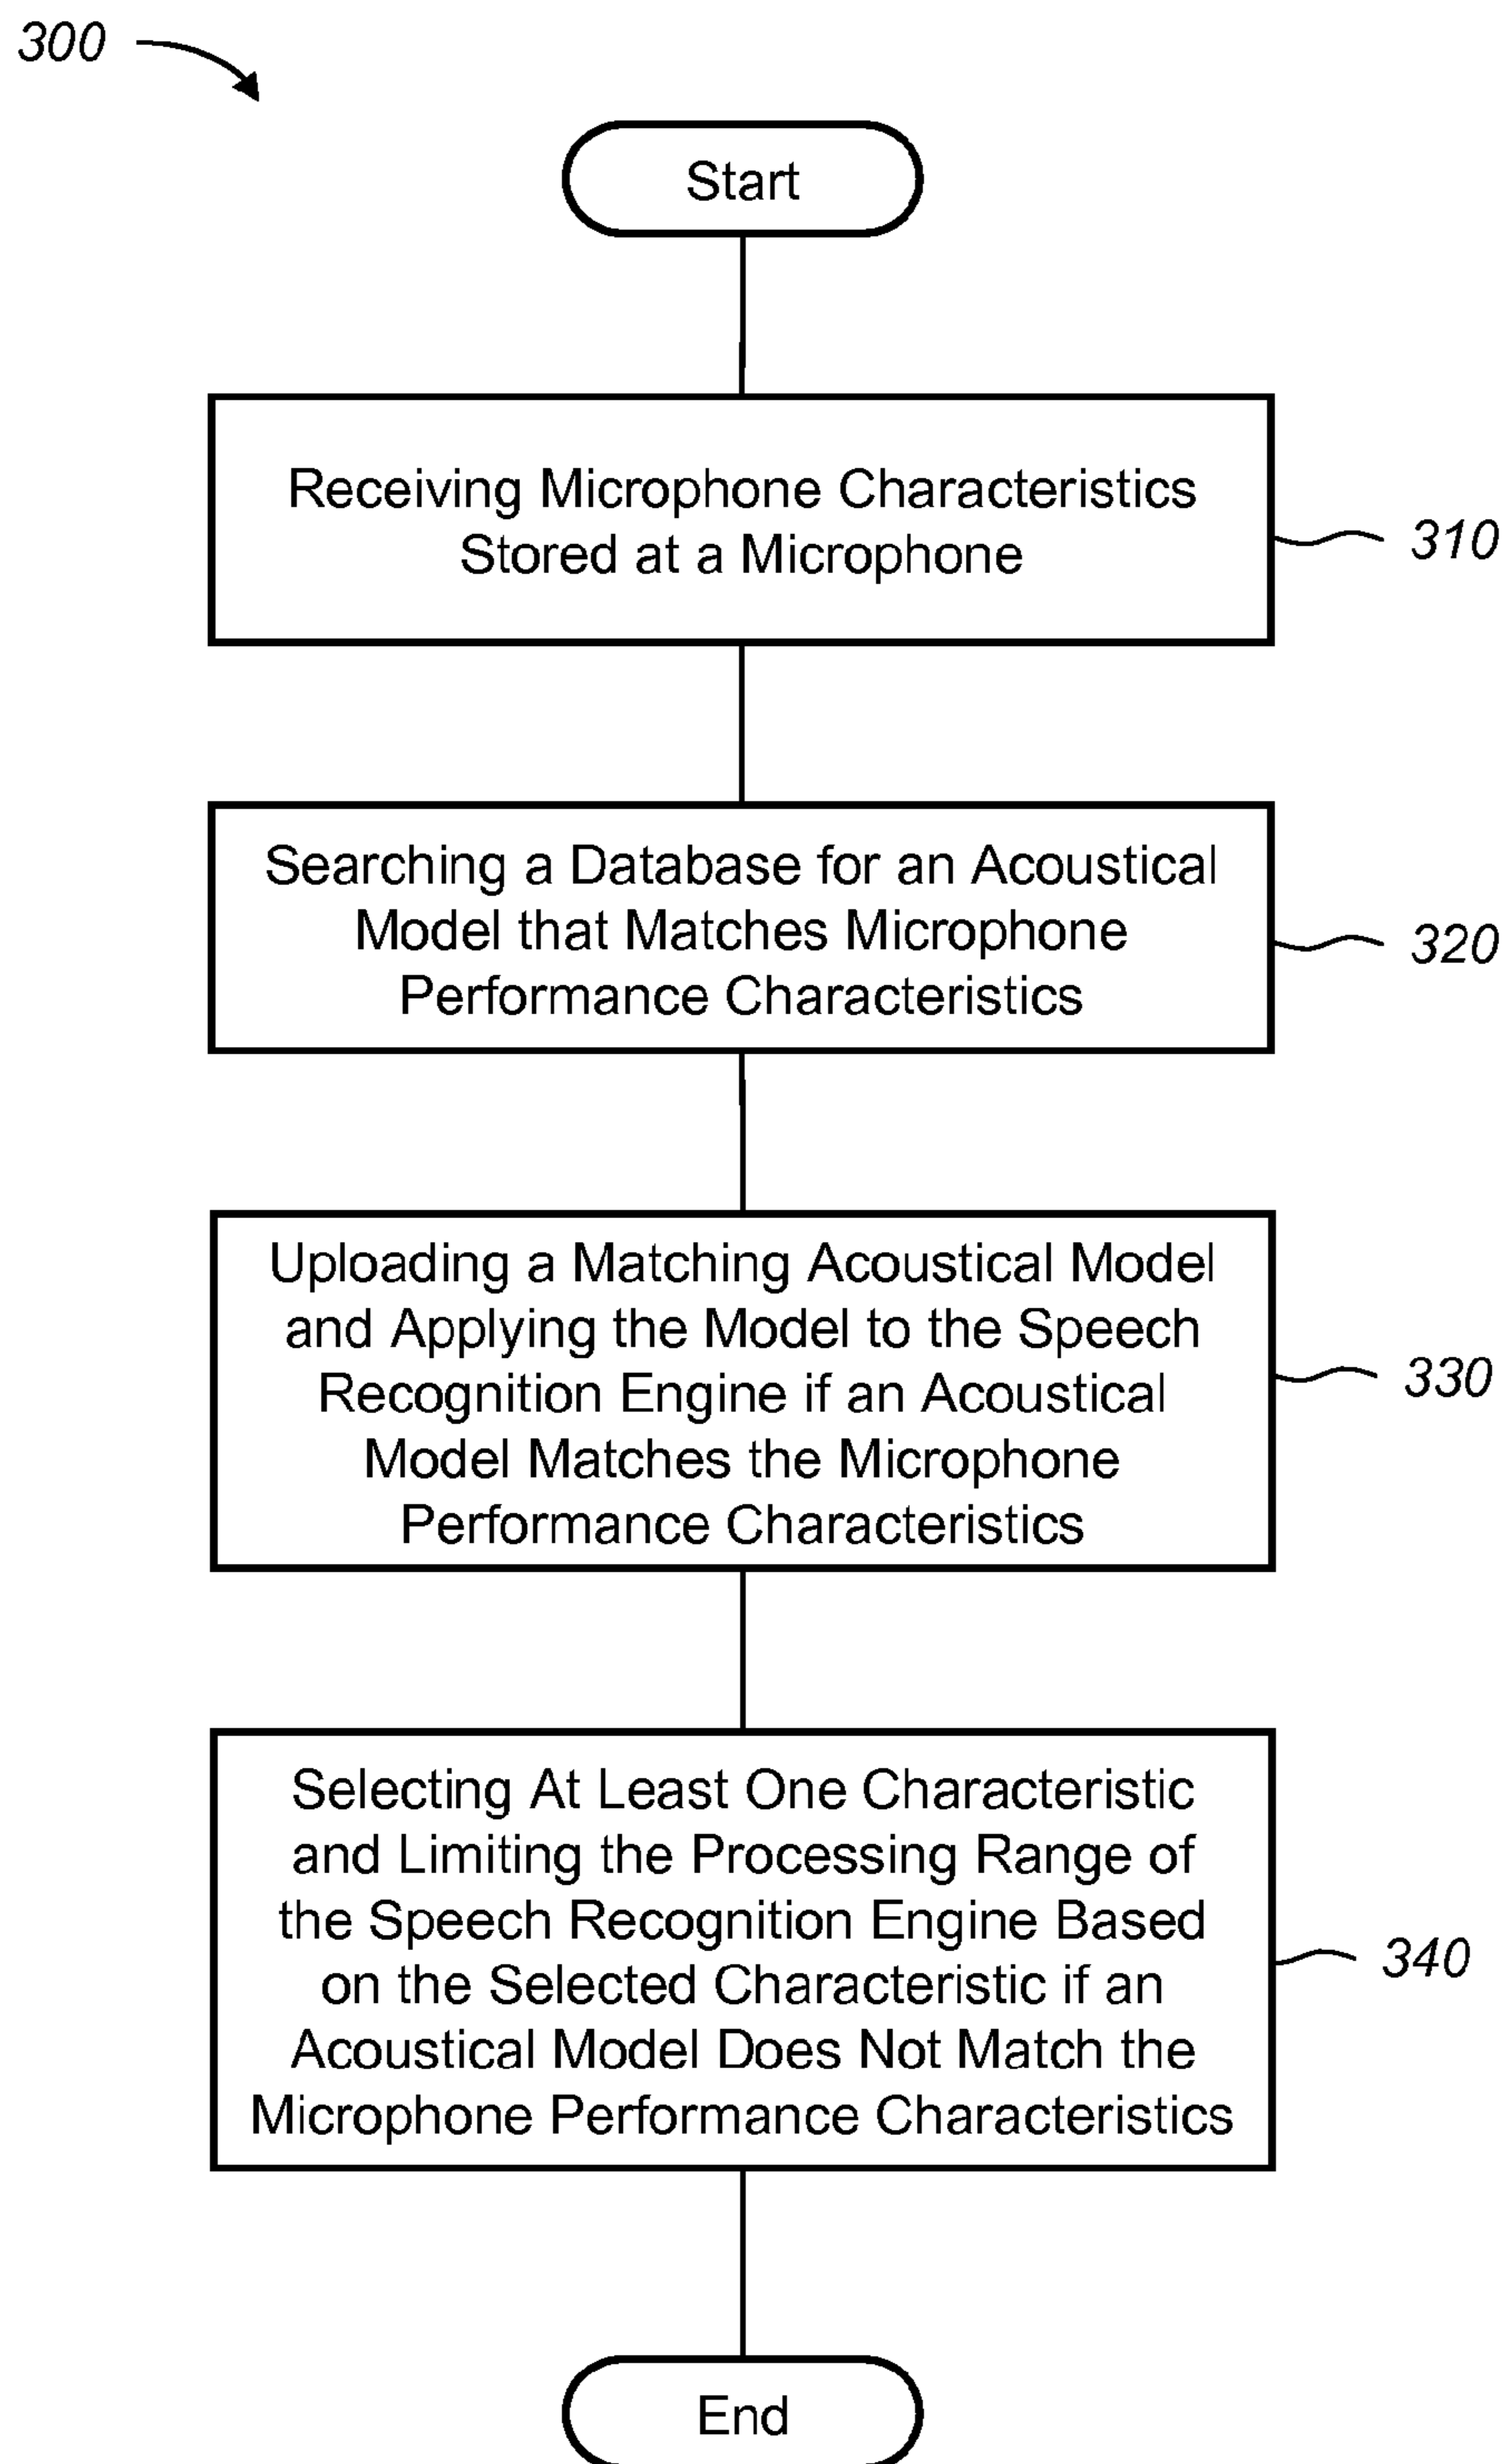 300
Start
Receiving Microphone Characteristics
Stored at a Microphone
310
Searching a Database for an Acoustical
Model that Matches Microphone
Performance Characteristics
320
Uploading a Matching Acoustical Model
and Applying the Model to the Speech
Recognition Engine if an Acoustical
Model Matches the Microphone
Performance Characteristics
330
Selecting At Least One Characteristic
and Limiting the Processing Range of
the Speech Recognition Engine Based
on the Selected Characteristic if an
Acoustical Model Does Not Match the
Microphone Performance Characteristics
340
End